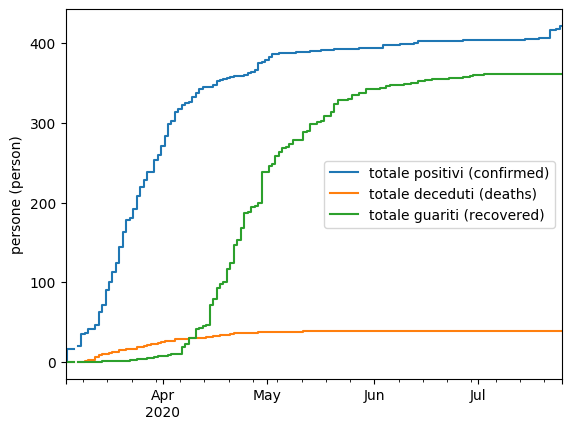 400
300
200
100
0
persone (person)
totale positivi (confirmed)
totale deceduti (deaths)
totale guariti (recovered)
Apr
2020
May
Jun
Jul